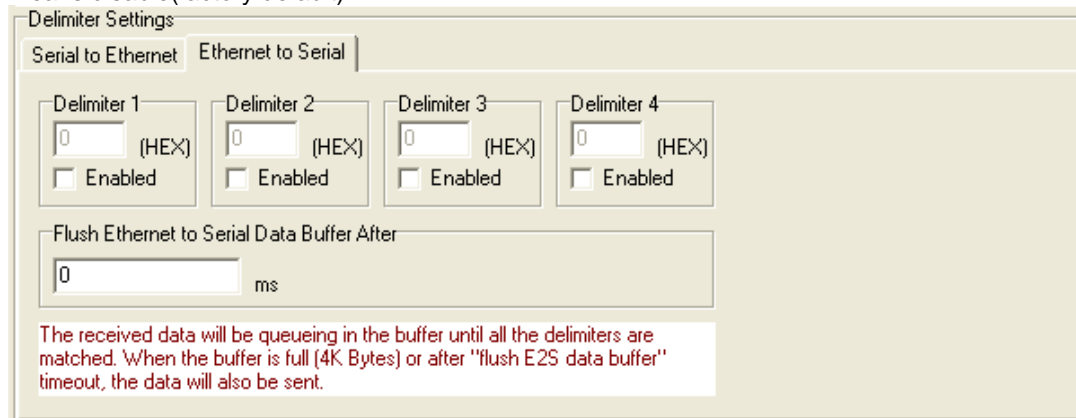 Delimiter Settings
Serial to Ethernet Ethernet to Serial
Delimiter 1 Delimiter 2 Delimiter 3 Delimiter 4
0 (HEX) 0 (HEX) 0 (HEX) 0 (HEX)
Enabled Enabled Enabled Enabled
Flush Ethernet to Serial Data Buffer After
0 ms
The received data will be queueing in the buffer until all the delimiters are
matched. When the buffer is full (4K Bytes) or after "flush E2S data buffer"
timeout, the data will also be sent.